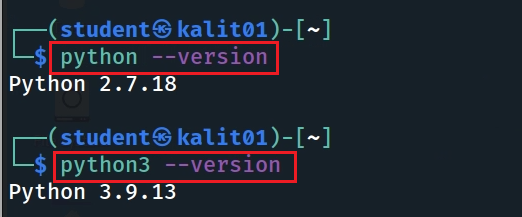 ┌──(student㉿kalit01)-[~]
└─$ python --version
Python 2.7.18
┌──(student㉿kalit01)-[~]
└─$ python3 --version
Python 3.9.13